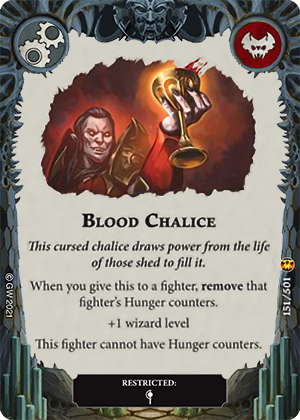 BLOOD CHALICE
This cursed chalice draws power from the life
of those shed to fill it.
When you give this to a fighter, remove that
fighter's Hunger counters.
+1 wizard level
This fighter cannot have Hunger counters.
© GW 2021
151/501
RESTRICTED: